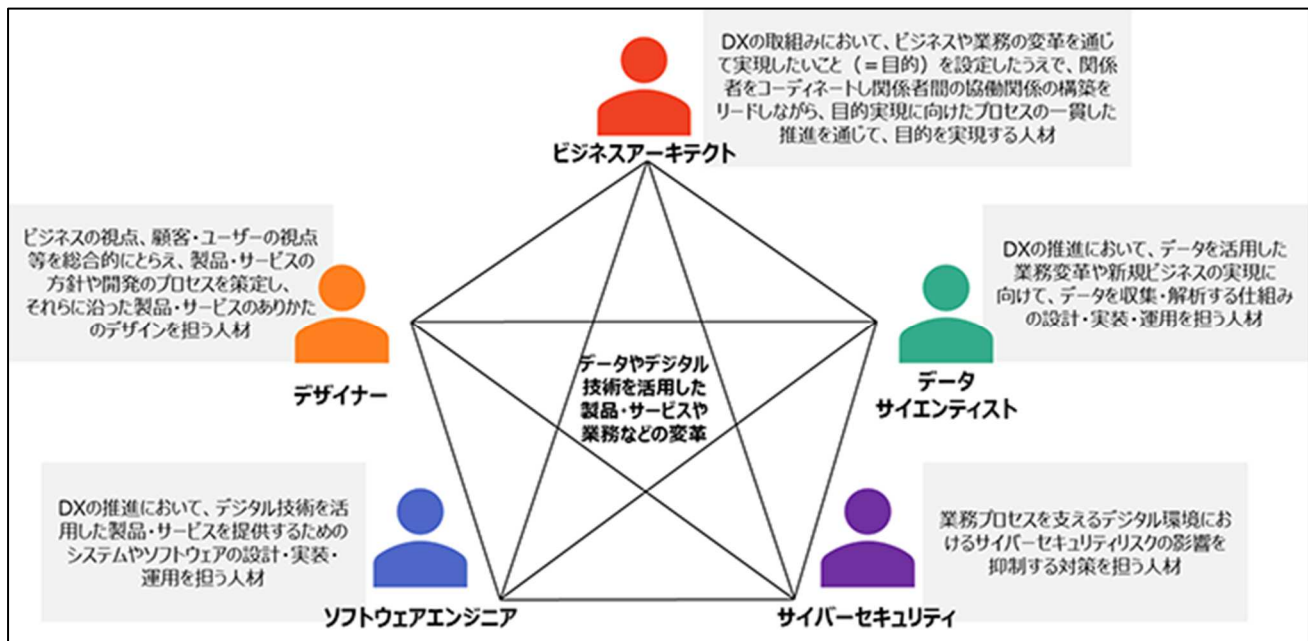 DXの取組みにおいて、ビジネスや業務の変革を通じ
て実現したいこと（＝目的）を設定したうえで、関係
者をコーディネートし関係者間の協働関係の構築を
リードしながら、目的実現に向けたプロセスの一貫した
推進を通じて、目的を実現する人材
ビジネスアーキテクト
ビジネスの視点、顧客・ユーザーの視点
等を総合的にとらえ、製品・サービスの
方針や開発のプロセスを策定し、
それらに沿った製品・サービスのありかた
のデザインを担う人材
デザイナー
DXの推進において、データを活用した
業務変革や新規ビジネスの実現に
向けて、データを収集・解析する仕組み
の設計・実装・運用を担う人材
データ
サイエンティスト
データやデジタル
技術を活用した
製品・サービスや
業務などの変革
DXの推進において、デジタル技術を活
用した製品・サービスを提供するための
システムやソフトウェアの設計・実装・
運用を担う人材
ソフトウェアエンジニア
業務プロセスを支えるデジタル環境にお
けるサイバーセキュリティリスクの影響を
抑制する対策を担う人材
サイバーセキュリティ